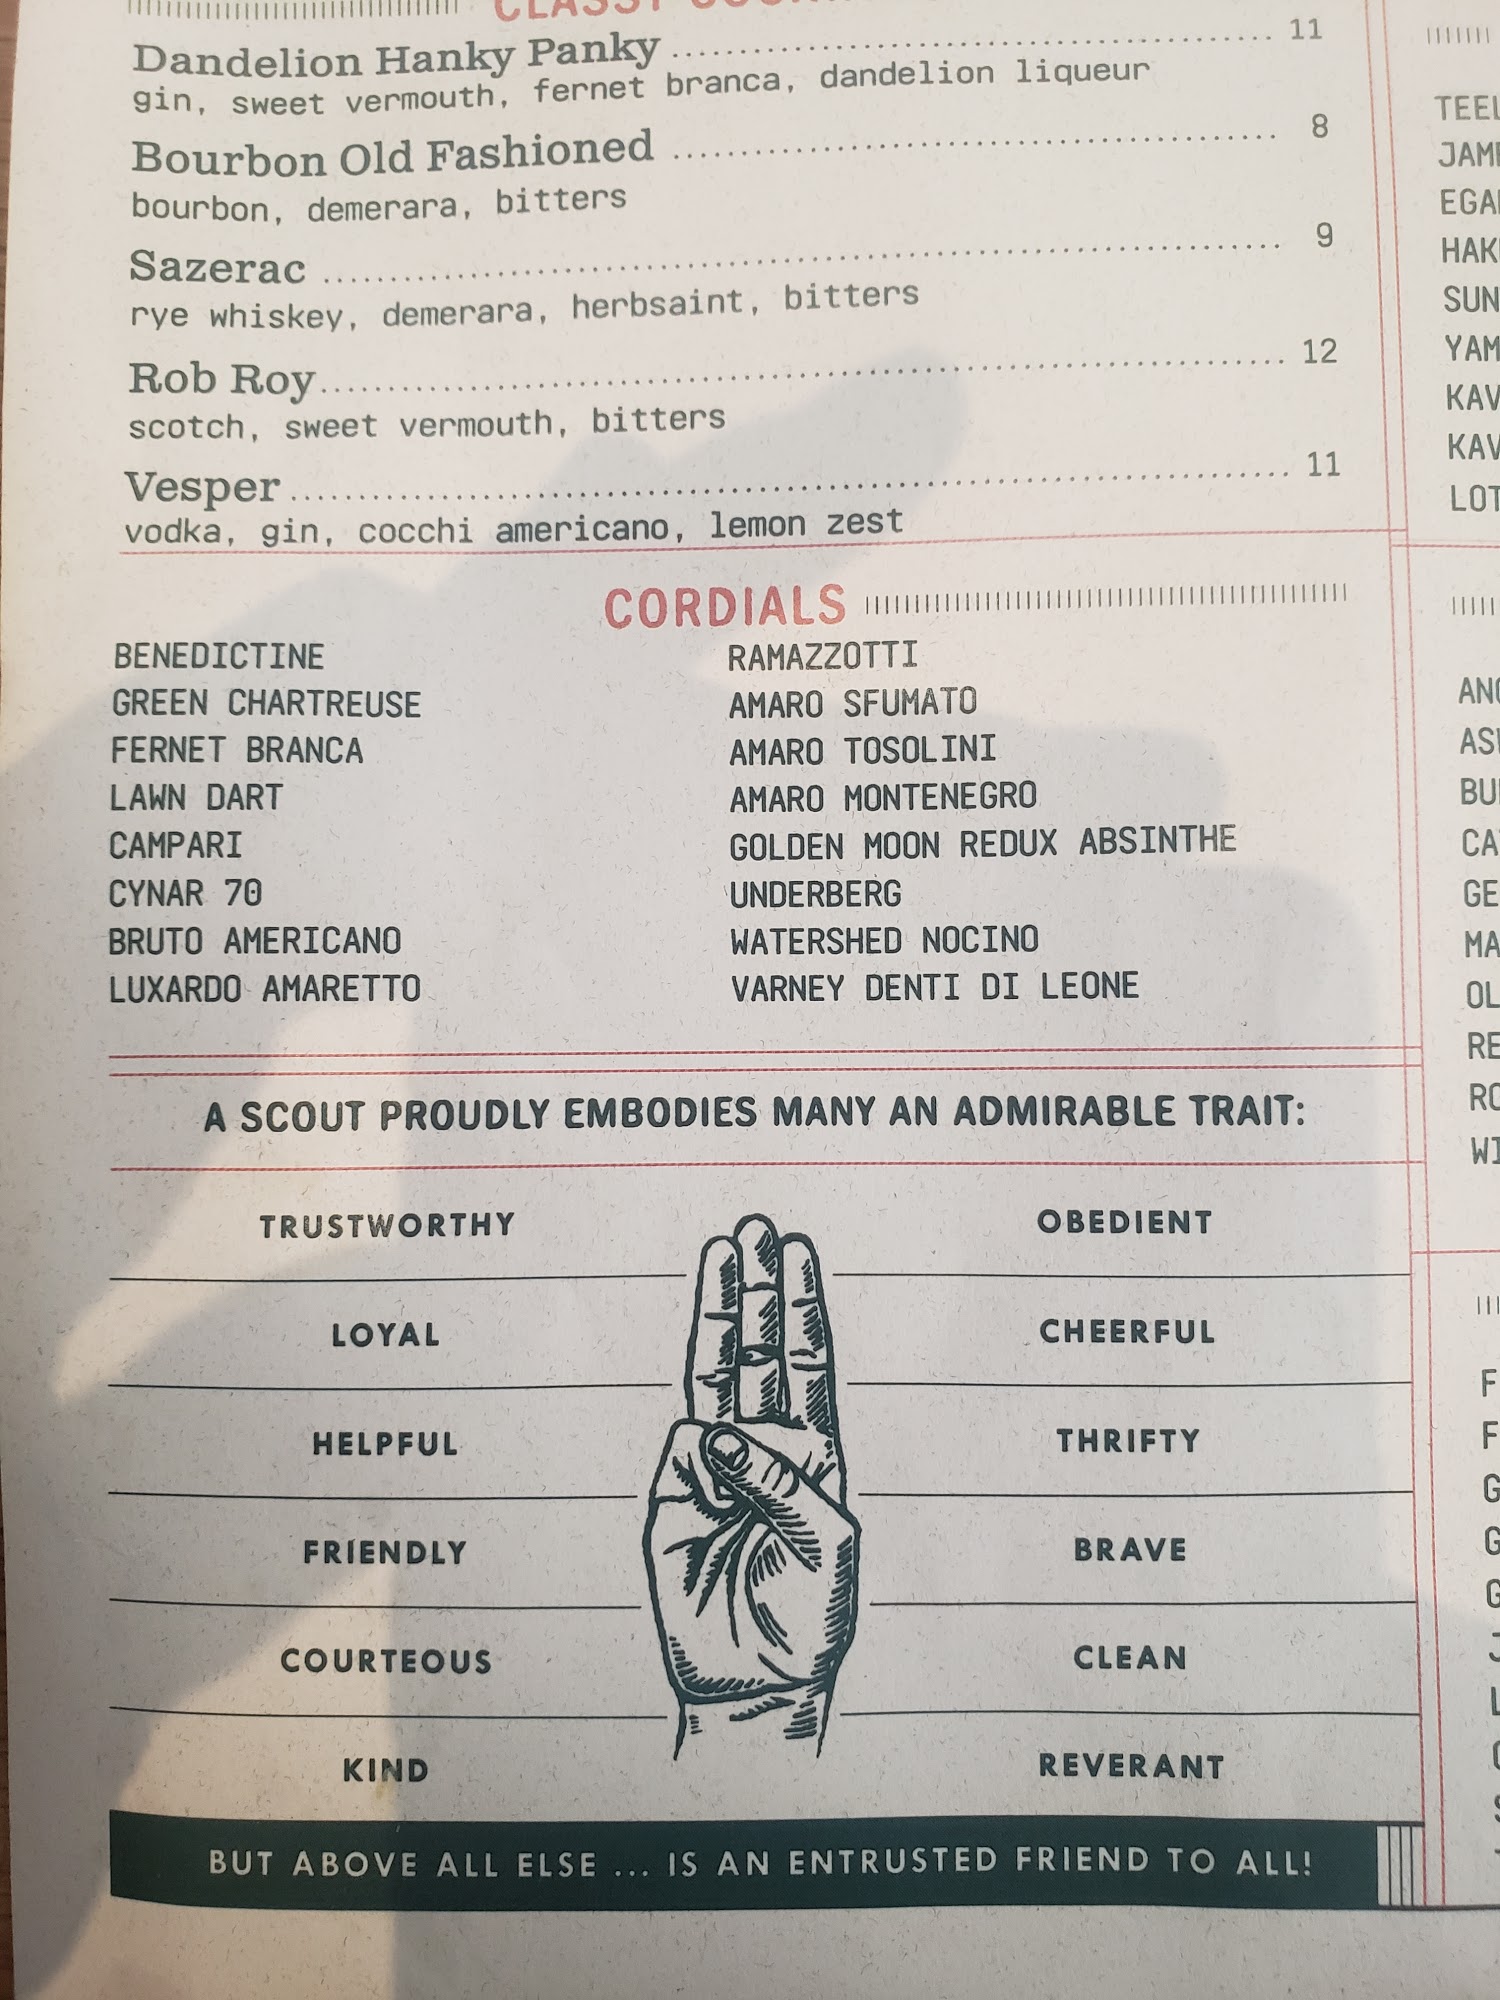 Dandelion Hanky Panky ........ 11
gin, sweet vermouth, fernet branca, dandelion liqueur
Bourbon Old Fashioned ........ 8
bourbon, demerara, bitters
Sazerac ........ 9
rye whiskey, demerara, herbsaint, bitters
Rob Roy ........ 12
scotch, sweet vermouth, bitters
Vesper ........ 11
vodka, gin, cocchi americano, lemon zest
CORDIALS
BENEDICTINE
GREEN CHARTREUSE
FERNET BRANCA
LAWN DART
CAMPARI
CYNAR 70
BRUTO AMERICANO
LUXARDO AMARETTO
RAMAZZOTTI
AMARO SFUMATO
AMARO TOSOLINI
AMARO MONTENEGRO
GOLDEN MOON REDUX ABSINTHE
UNDERBERG
WATERSHED NOCINO
VARNEY DENTI DI LEONE
A SCOUT PROUDLY EMBODIES MANY AN ADMIRABLE TRAIT:
TRUSTWORTHY
LOYAL
HELPFUL
FRIENDLY
COURTEOUS
KIND
OBEDIENT
CHEERFUL
THRIFTY
BRAVE
CLEAN
REVERANT
BUT ABOVE ALL ELSE ... IS AN ENTRUSTED FRIEND TO ALL!